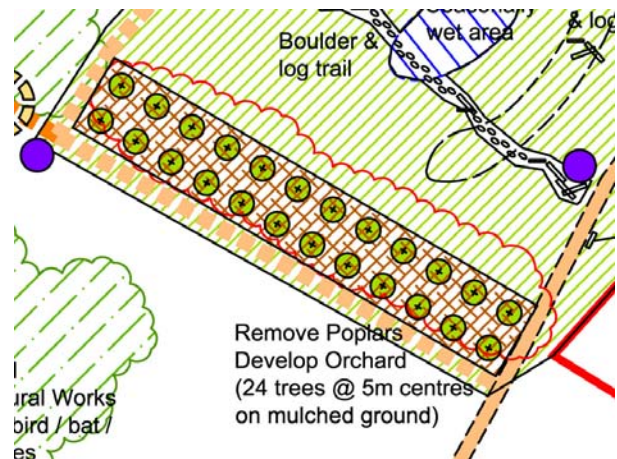 wet area
& log
Boulder &
log trail
Remove Poplars
Develop Orchard
(24 trees @ 5m centres
on mulched ground)
Works
bird / bat /